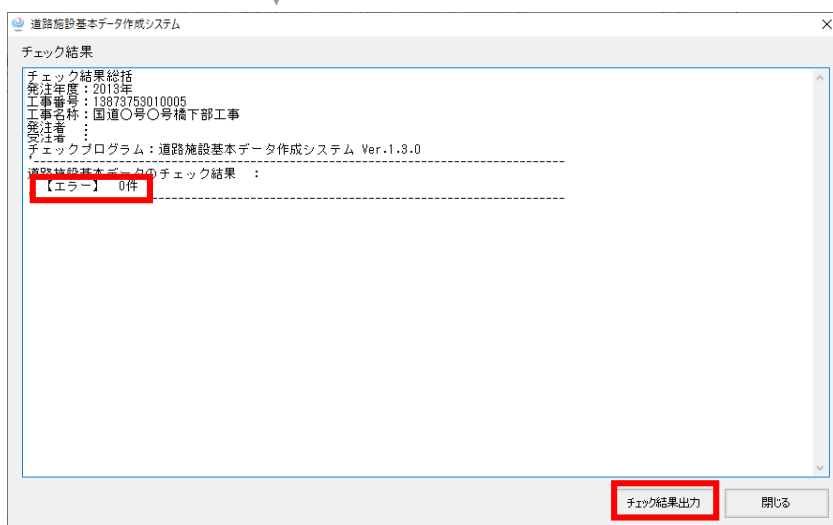 道路施設基本データ作成システム
チェック結果
チェック結果総括
発注年度：2013年
工事番号：13873753010005
工事名称：国道〇号〇号橋下部工事
発注者　：
受注者　：
チェックプログラム：道路施設基本データ作成システム Ver.1.3.0
道路施設基本データのチェック結果　：
【エラー】　0件
チェック結果出力
閉じる